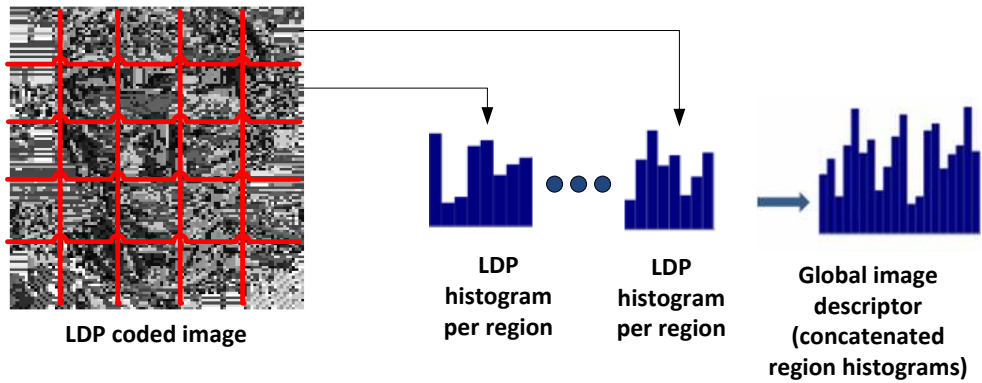 LDP coded image
LDP
histogram
per region
LDP
histogram
per region
Global image
descriptor
(concatenated
region histograms)